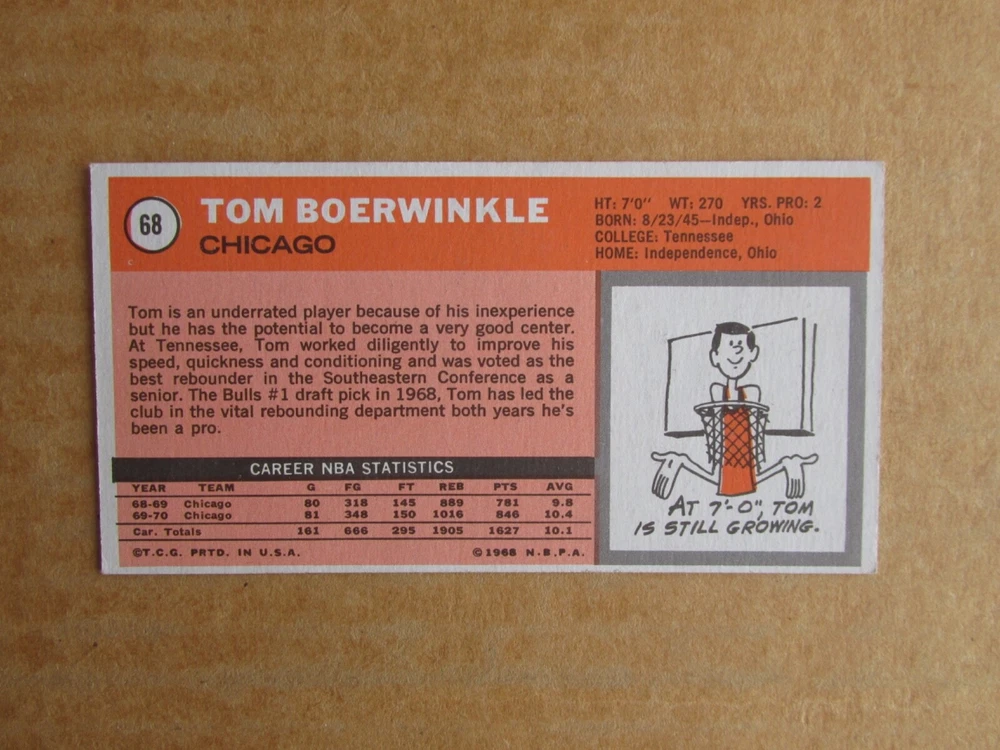 68
TOM BOERWINKLE
CHICAGO
HT: 7'0" WT: 270 YRS. PRO: 2
BORN: 8/23/45—Indep., Ohio
COLLEGE: Tennessee
HOME: Independence, Ohio
Tom is an underrated player because of his inexperience
but he has the potential to become a very good center.
At Tennessee, Tom worked diligently to improve his
speed, quickness and conditioning and was voted as the
best rebounder in the Southeastern Conference as a
senior. The Bulls #1 draft pick in 1968, Tom has led the
club in the vital rebounding department both years he's
been a pro.
CAREER NBA STATISTICS
YEAR TEAM G FG FT REB PTS AVG
68-69 Chicago 80 318 145 889 781 9.8
69-70 Chicago 81 348 150 1016 846 10.4
Car. Totals 161 666 295 1905 1627 10.1
©T.C.G. PRTD. IN U.S.A. ©1968 N.B.P.A.
AT 7'-0", TOM
IS STILL GROWING.